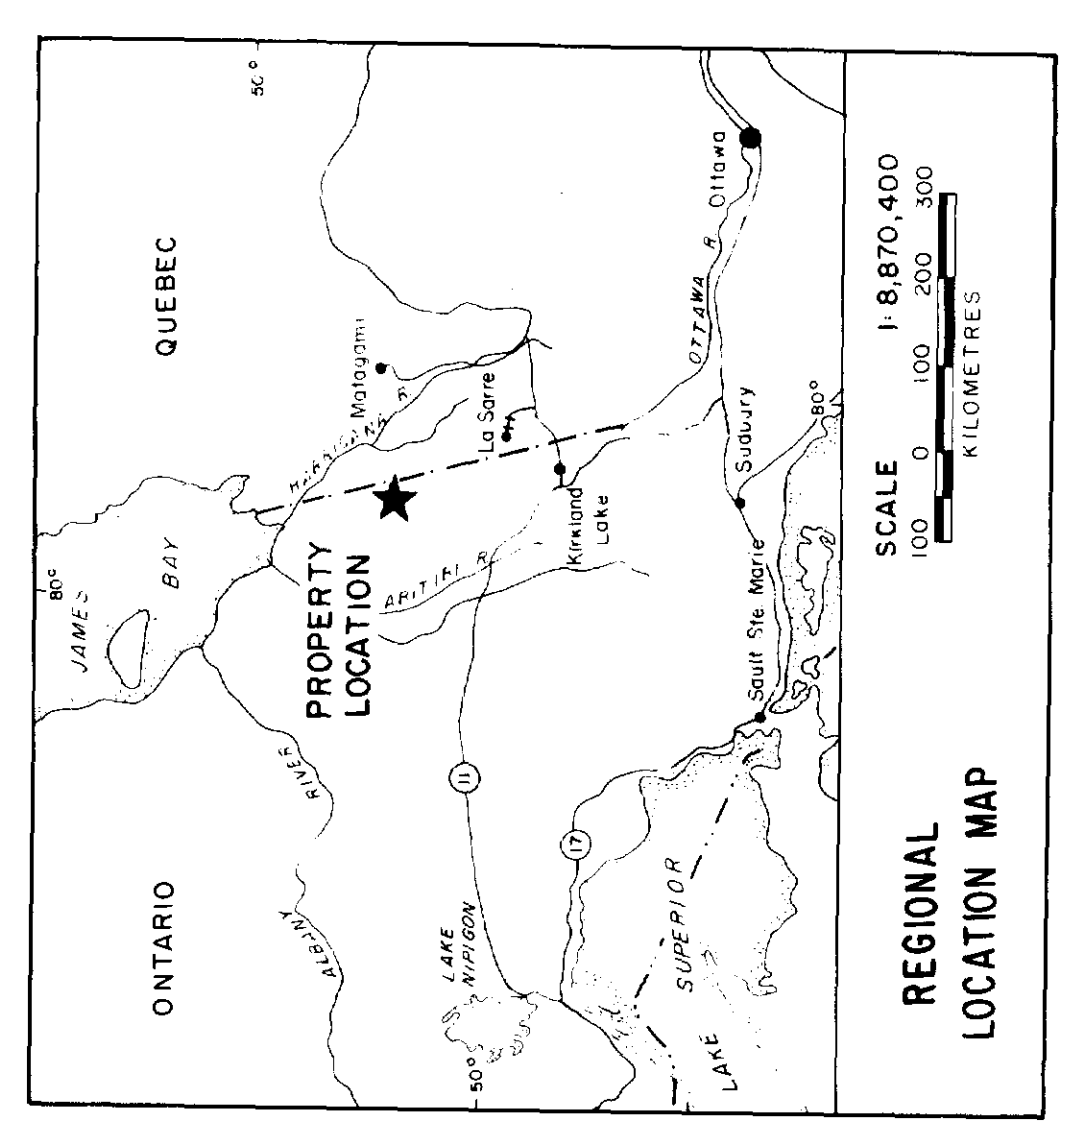 JAMES
BAY
80°
QUEBEC
50°
ONTARIO
ALBANY
RIVER
HARRICANA R
Matagami
PROPERTY
LOCATION
ABITIBI R.
La Sarre
Kirkland
Lake
11
LAKE
NIPIGON
50°
17
OTTAWA R
Ottawa
Sudbury
Sault Ste. Marie
80°
LAKE SUPERIOR
REGIONAL
LOCATION MAP
SCALE 1:8,870,400
100 0 100 200 300
KILOMETRES